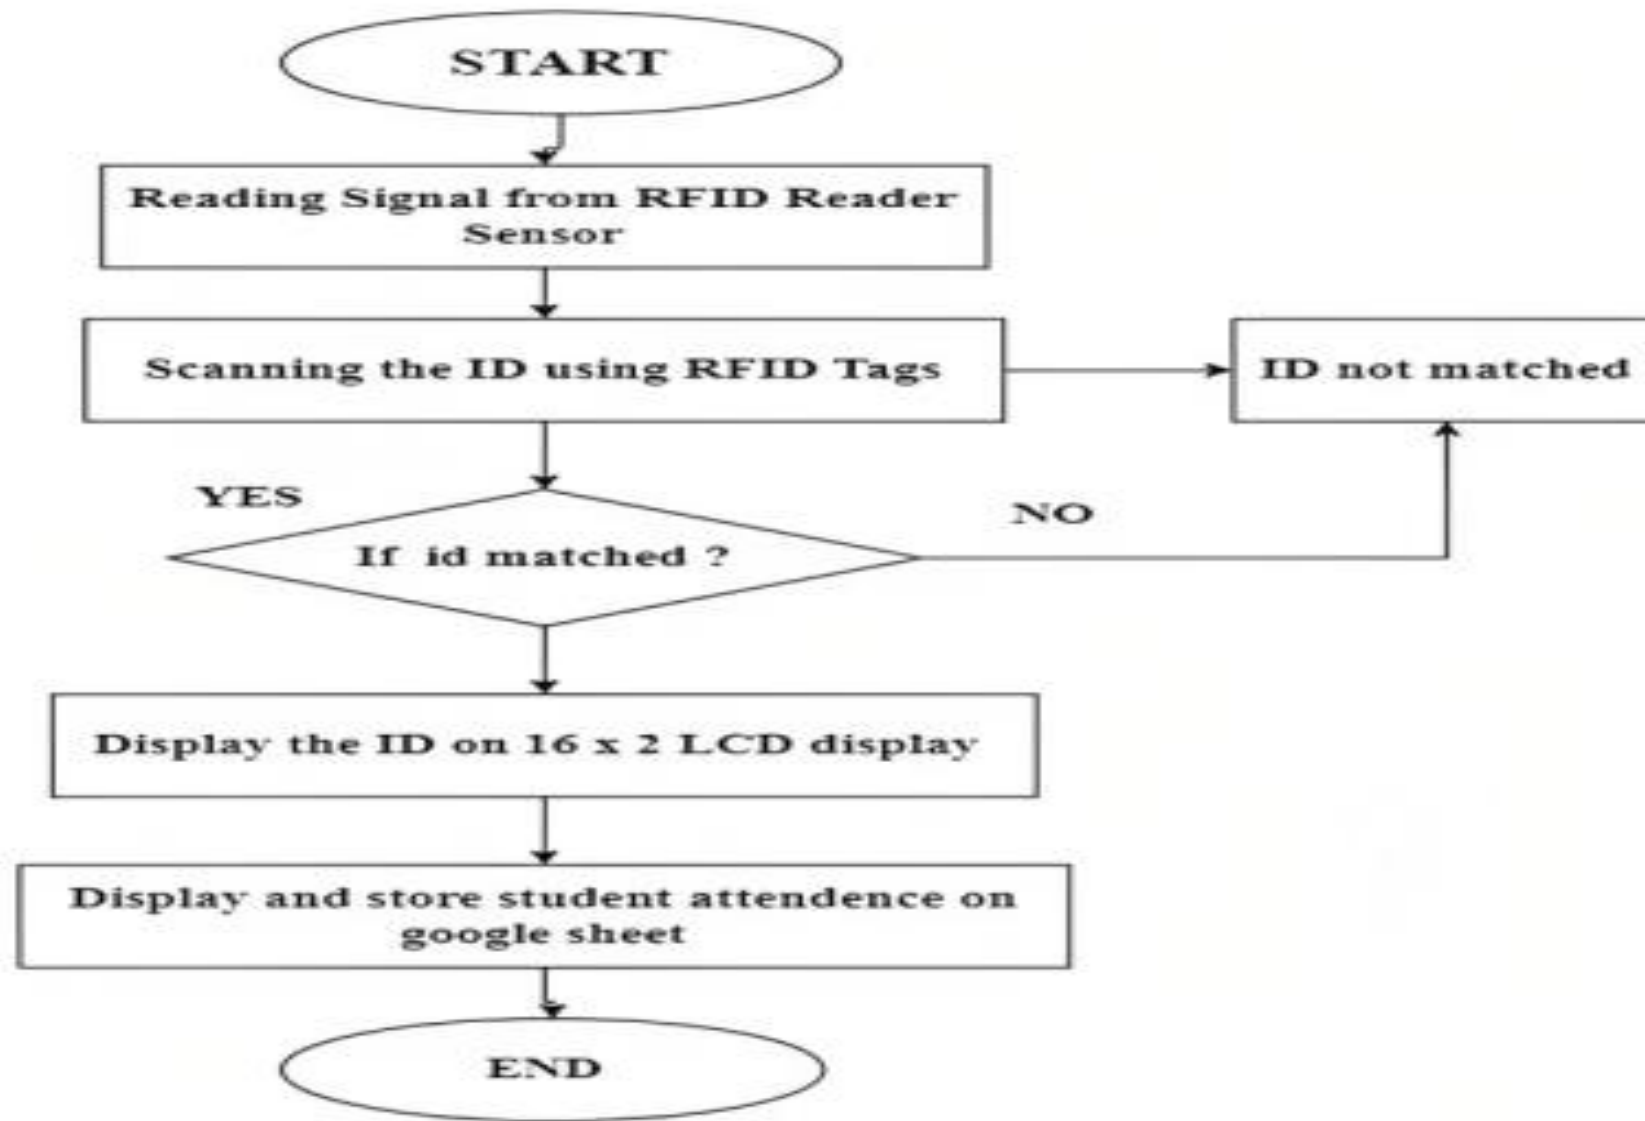 START
Reading Signal from RFID Reader
Sensor
Scanning the ID using RFID Tags
ID not matched
YES
NO
If id matched ?
Display the ID on 16 x 2 LCD display
Display and store student attendence on
google sheet
END